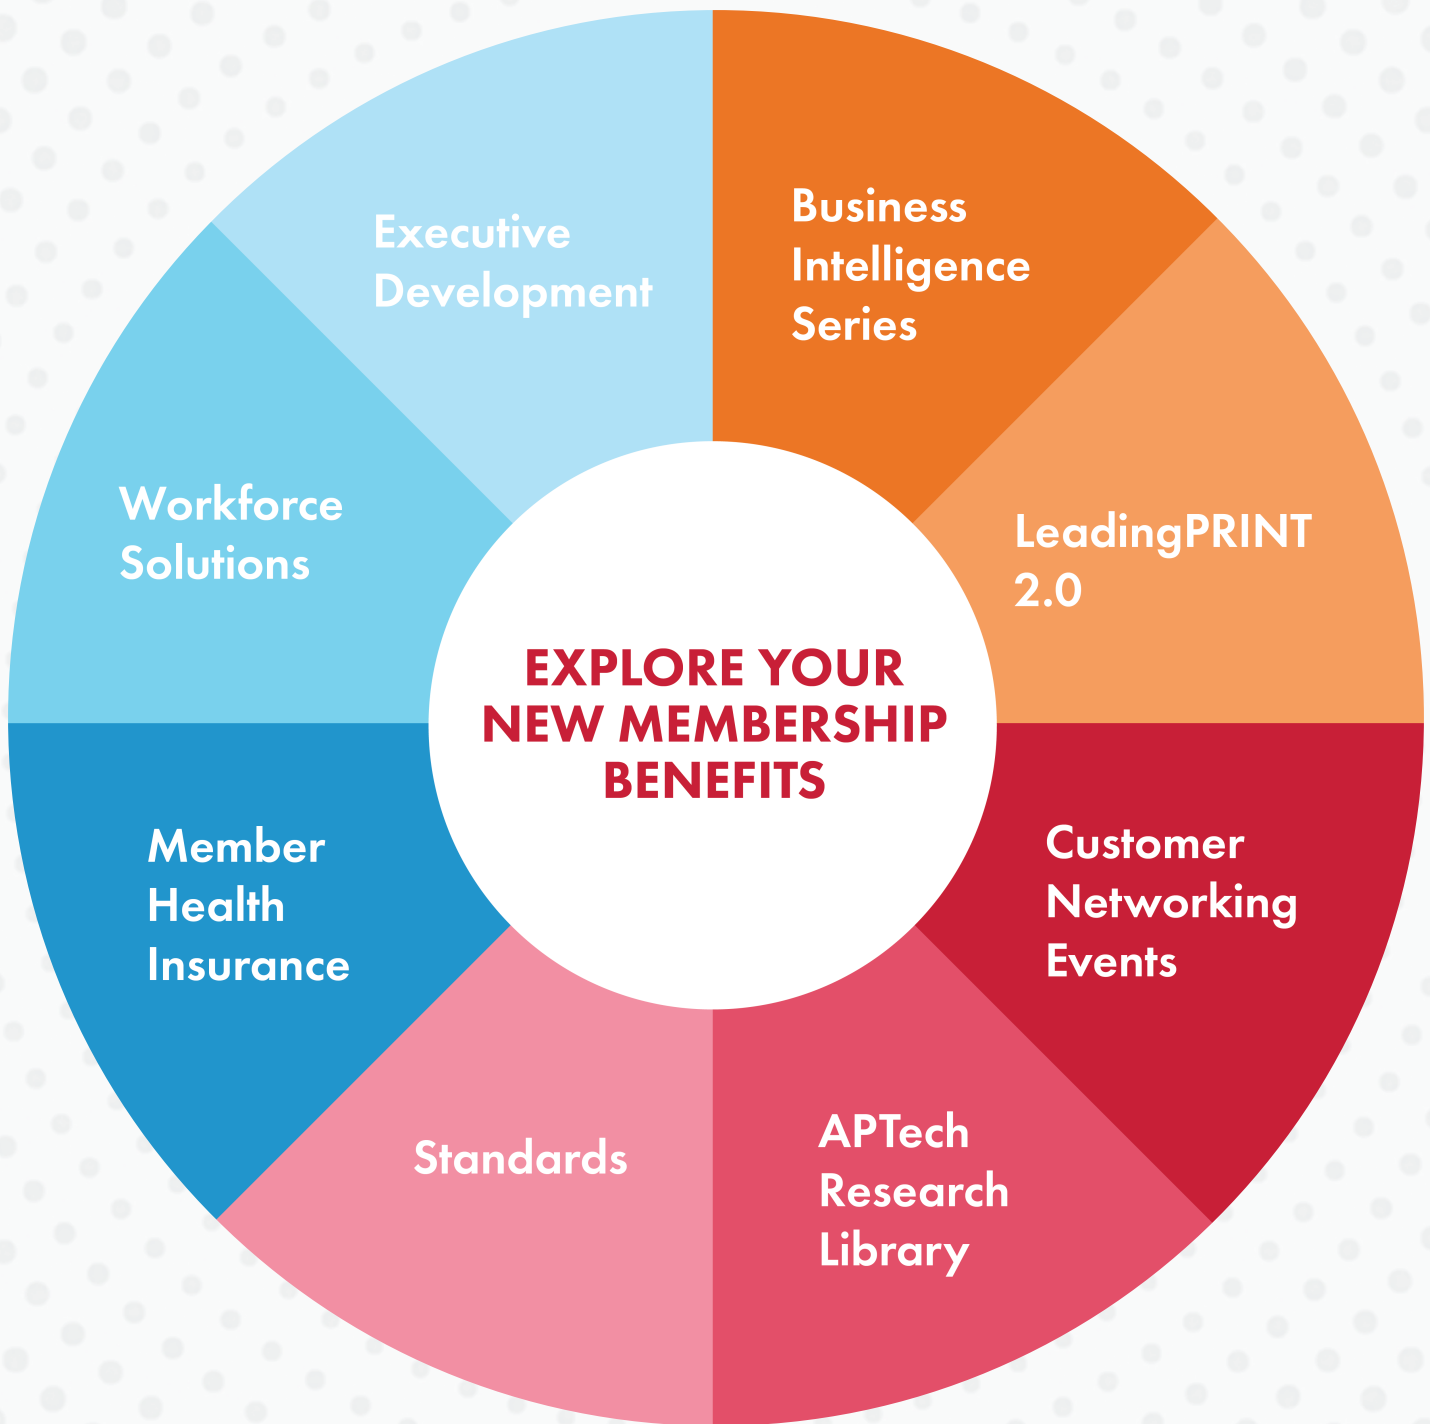 Executive
Development
Business
Intelligence
Series
Workforce
Solutions
LeadingPRINT
2.0
EXPLORE YOUR
NEW MEMBERSHIP
BENEFITS
Member
Health
Insurance
Customer
Networking
Events
Standards
APTech
Research
Library